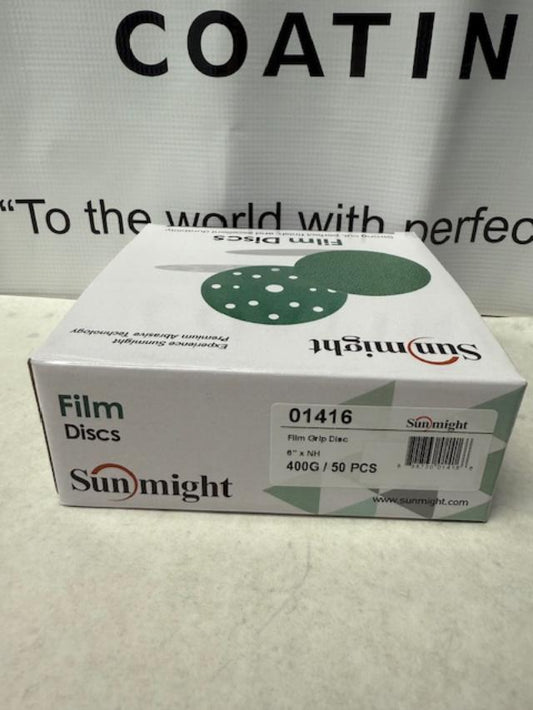 COATIN
“To the world with perfec
Film Discs
Experience Sunmight
Premium Abrasive Technology
Sunmight
Film
Discs
Sunmight
01416
Sunmight
Film Grip Disc
6" x NH
400G / 50 PCS
www.sunmight.com